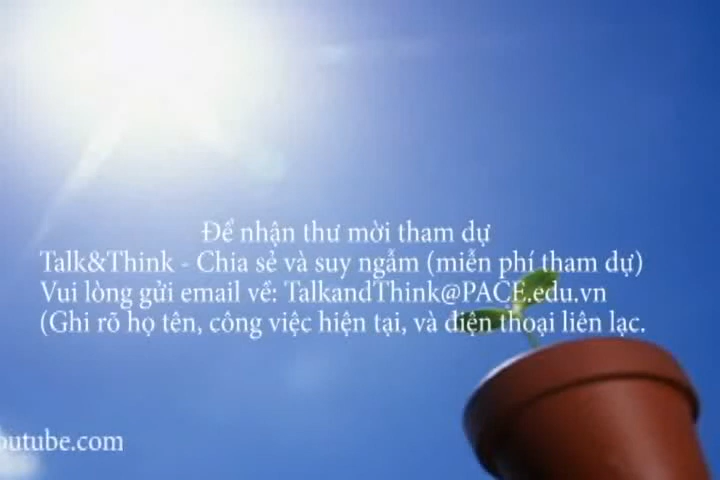 Để nhận thư mời tham dự
Talk&Think - Chia sẻ và suy ngẫm (miễn phí tham dự)
Vui lòng gửi email về: TalkandThink@PACE.edu.vn
(Ghi rõ họ tên, công việc hiện tại, và điện thoại liên lạc.
outube.com